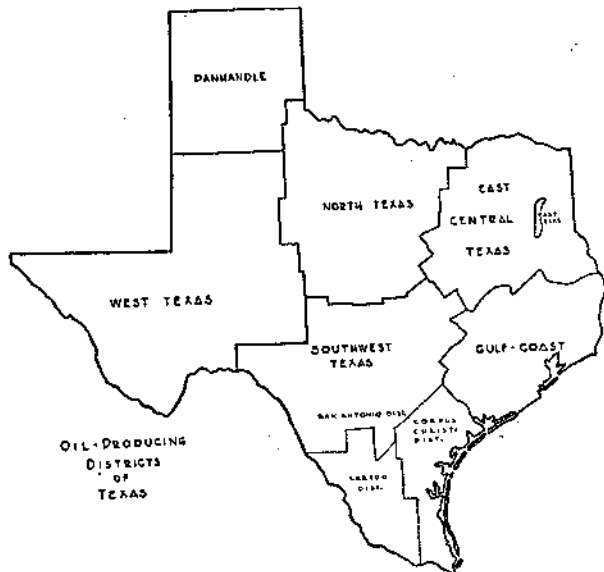 PANHANDLE
NORTH TEXAS
EAST
CENTRAL
TEXAS
EAST
TEXAS
WEST TEXAS
SOUTHWEST
TEXAS
GULF-COAST
SAN ANTONIO DIST.
CORPUS
CHRISTI
DIST.
LAREDO
DIST.
OIL-PRODUCING
DISTRICTS
OF
TEXAS